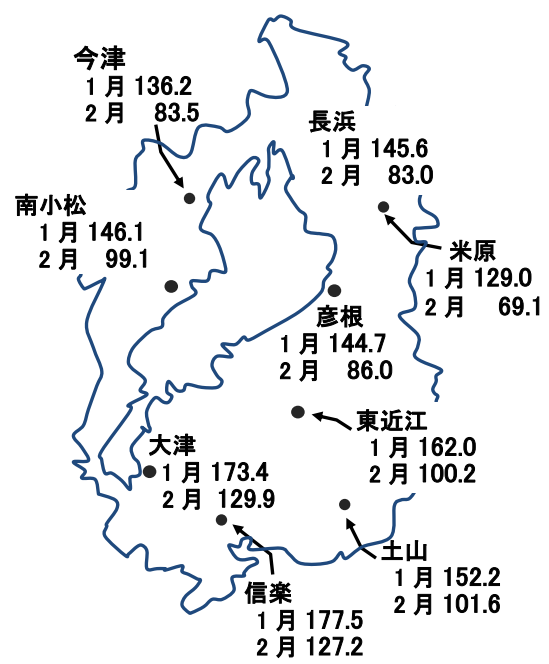 今津
1月 136.2
2月 83.5
長浜
1月 145.6
2月 83.0
南小松
1月 146.1
2月 99.1
米原
1月 129.0
2月 69.1
彦根
1月 144.7
2月 86.0
東近江
1月 162.0
2月 100.2
大津
1月 173.4
2月 129.9
土山
1月 152.2
2月 101.6
信楽
1月 177.5
2月 127.2